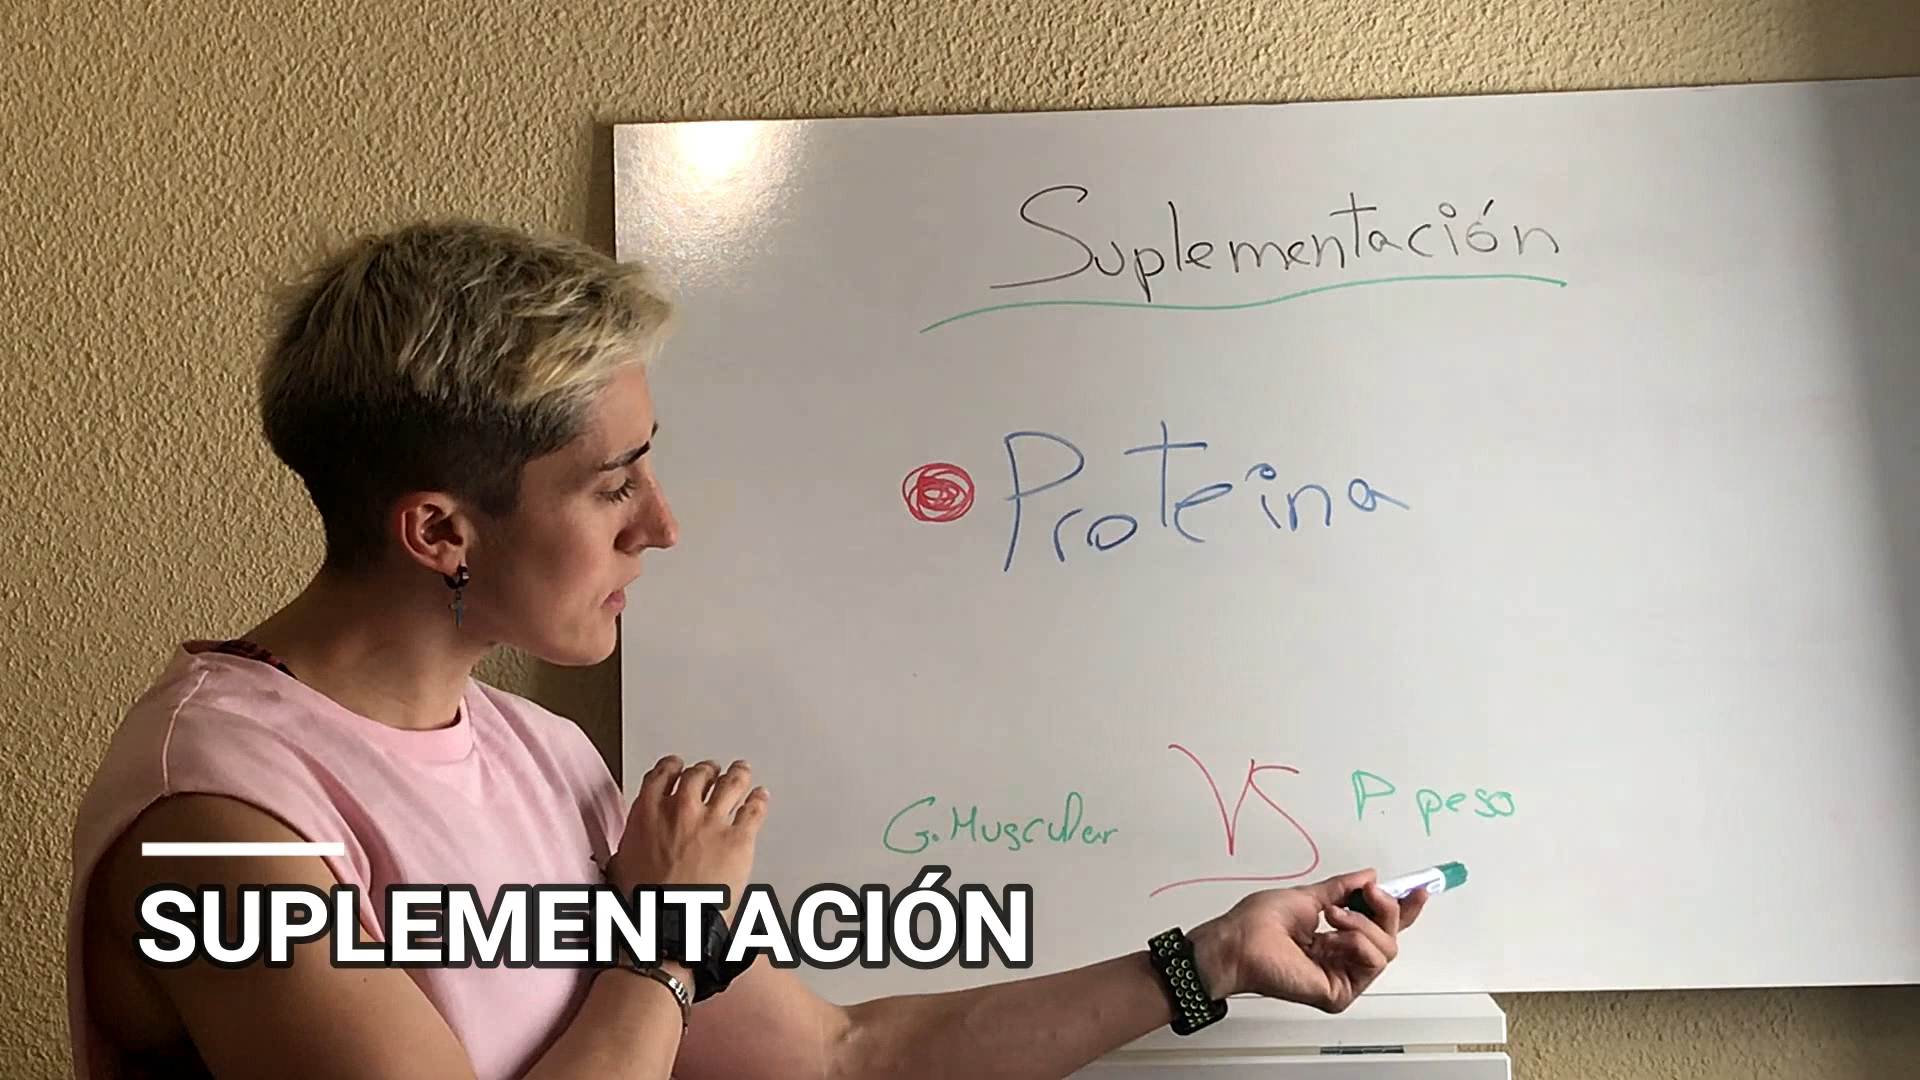 Suplementación
Proteina
G. Muscular VS P. peso
SUPLEMENTACIÓN